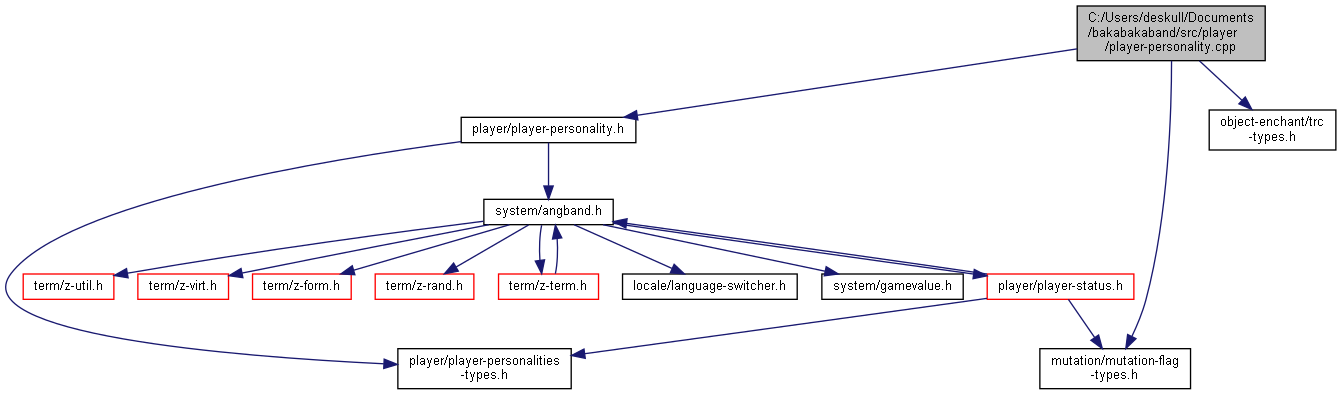 C:/Users/deskull/Documents
/bakabakaband/src/player
/player-personality.cpp
player/player-personality.h
object-enchant/trc
-types.h
system/angband.h
term/z-util.h
term/z-virt.h
term/z-form.h
term/z-rand.h
term/z-term.h
locale/language-switcher.h
system/gamevalue.h
player/player-status.h
player/player-personalities
-types.h
mutation/mutation-flag
-types.h